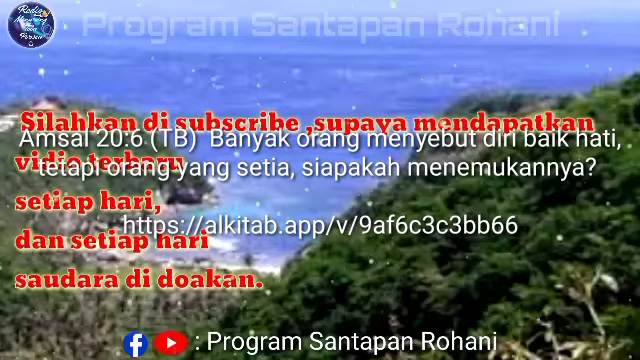 Radio
Program Santapan Rohani
Silahkan di subscribe ,supaya mendapatkan
Amsal 20:6 (TB) Banyak orang menyebut diri baik hati,
vidio terbaru
tetapi orang yang setia, siapakah menemukannya?
setiap hari,
https://alkitab.app/v/9af6c3c3bb66
dan setiap hari
saudara di doakan.
: Program Santapan Rohani